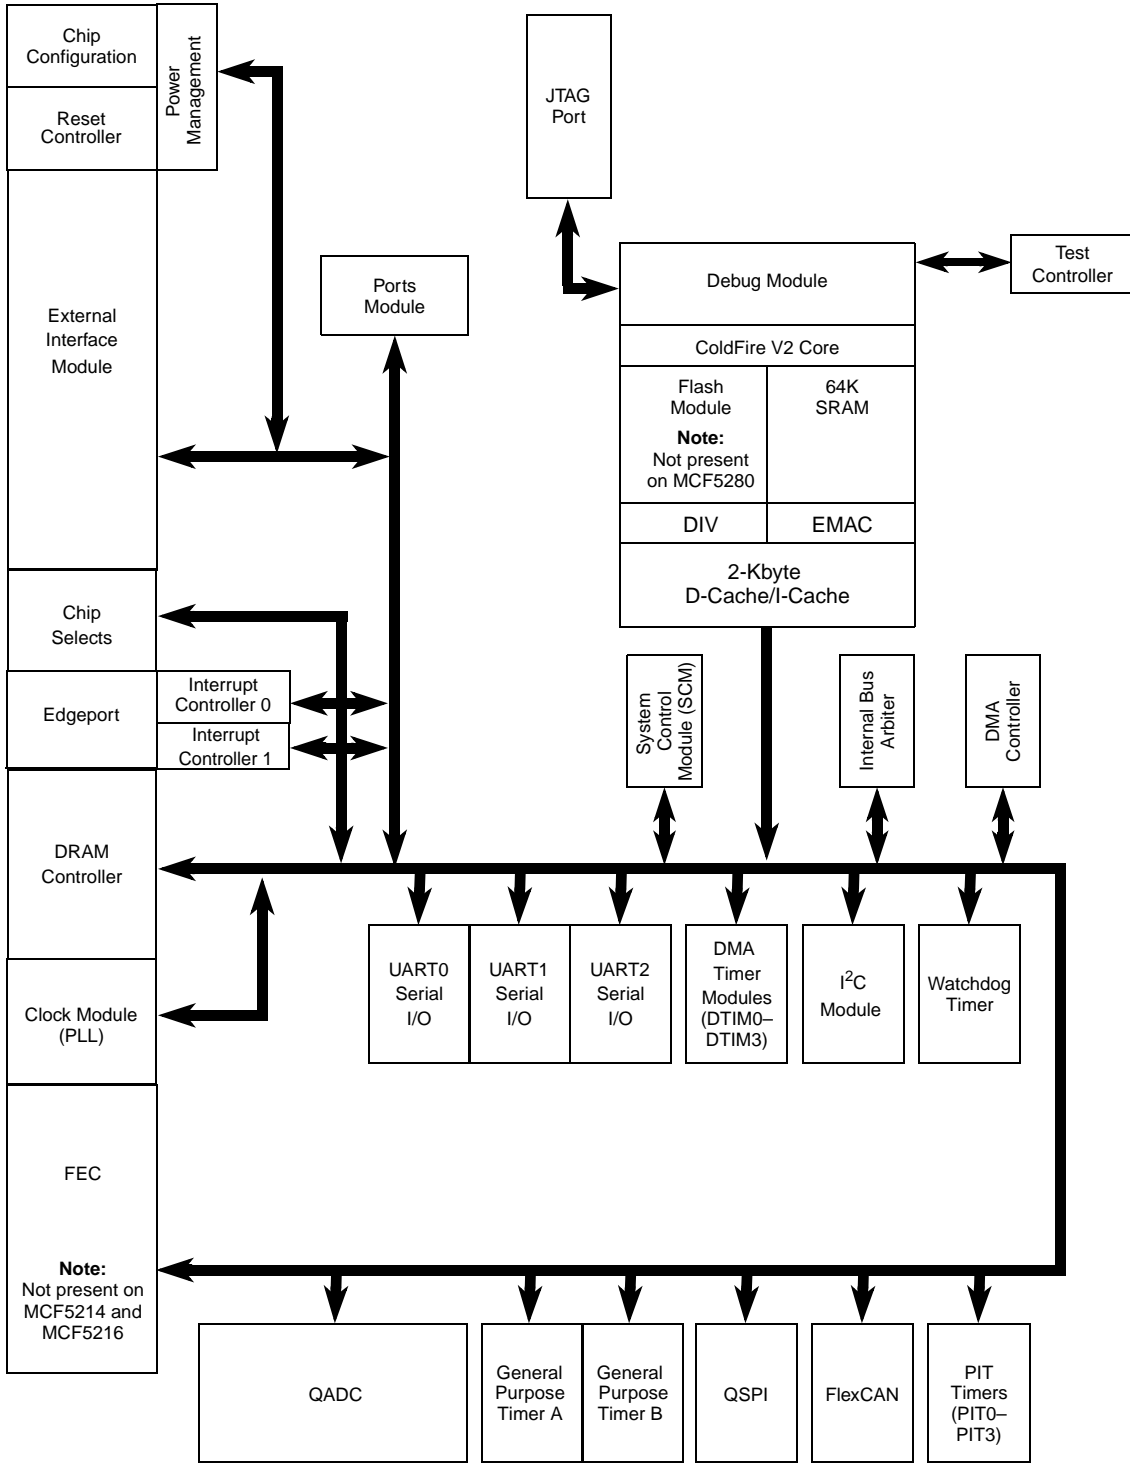 Chip
Configuration
Power
Management
Reset
Controller
External
Interface
Module
Ports
Module
JTAG
Port
Debug Module
Test
Controller
ColdFire V2 Core
Flash
Module
Note:
Not present
on MCF5280
64K
SRAM
DIV
EMAC
2-Kbyte
D-Cache/I-Cache
Chip
Selects
Edgeport
Interrupt
Controller 0
Interrupt
Controller 1
System
Control
Module (SCM)
Internal Bus
Arbiter
DMA
Controller
DRAM
Controller
Clock Module
(PLL)
UART0
Serial
I/O
UART1
Serial
I/O
UART2
Serial
I/O
DMA
Timer
Modules
(DTIM0–
DTIM3)
I²C
Module
Watchdog
Timer
FEC
Note:
Not present on
MCF5214 and
MCF5216
QADC
General
Purpose
Timer A
General
Purpose
Timer B
QSPI
FlexCAN
PIT
Timers
(PIT0–
PIT3)